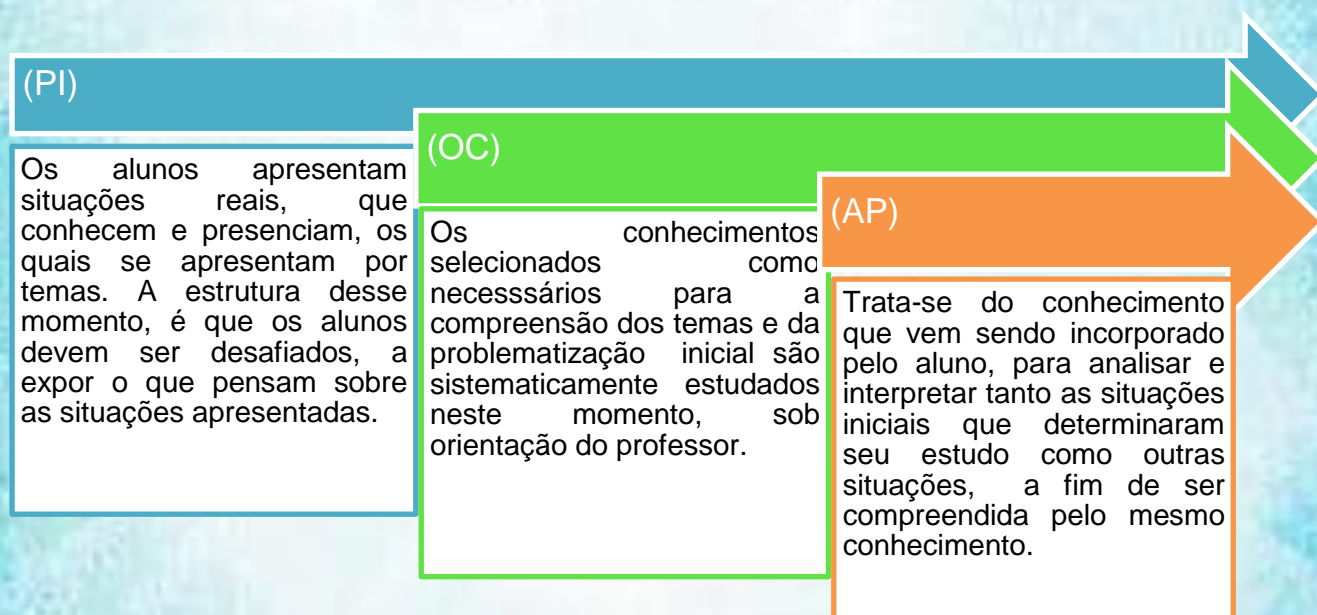 (PI)
Os alunos apresentam
situações reais, que
conhecem e presenciam, os
quais se apresentam por
temas. A estrutura desse
momento, é que os alunos
devem ser desafiados, a
expor o que pensam sobre
as situações apresentadas.
(OC)
Os conhecimentos
selecionados como
necesssários para a
compreensão dos temas e da
problematização inicial são
sistematicamente estudados
neste momento, sob
orientação do professor.
(AP)
Trata-se do conhecimento
que vem sendo incorporado
pelo aluno, para analisar e
interpretar tanto as situações
iniciais que determinaram
seu estudo como outras
situações, a fim de ser
compreendida pelo mesmo
conhecimento.